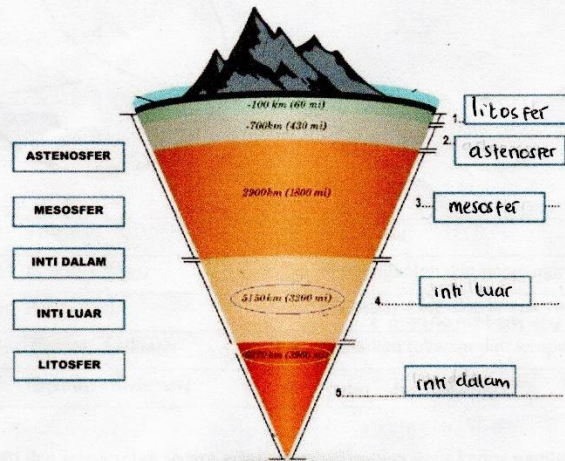 -100 km (60 mi)
-700km (430 mi)
2900km (1800 mi)
5150km (3200 mi)
ASTENOSFER
MESOSFER
INTI DALAM
INTI LUAR
LITOSFER
1. litosfer
2. astenosfer
3. mesosfer
4. inti luar
5. inti dalam